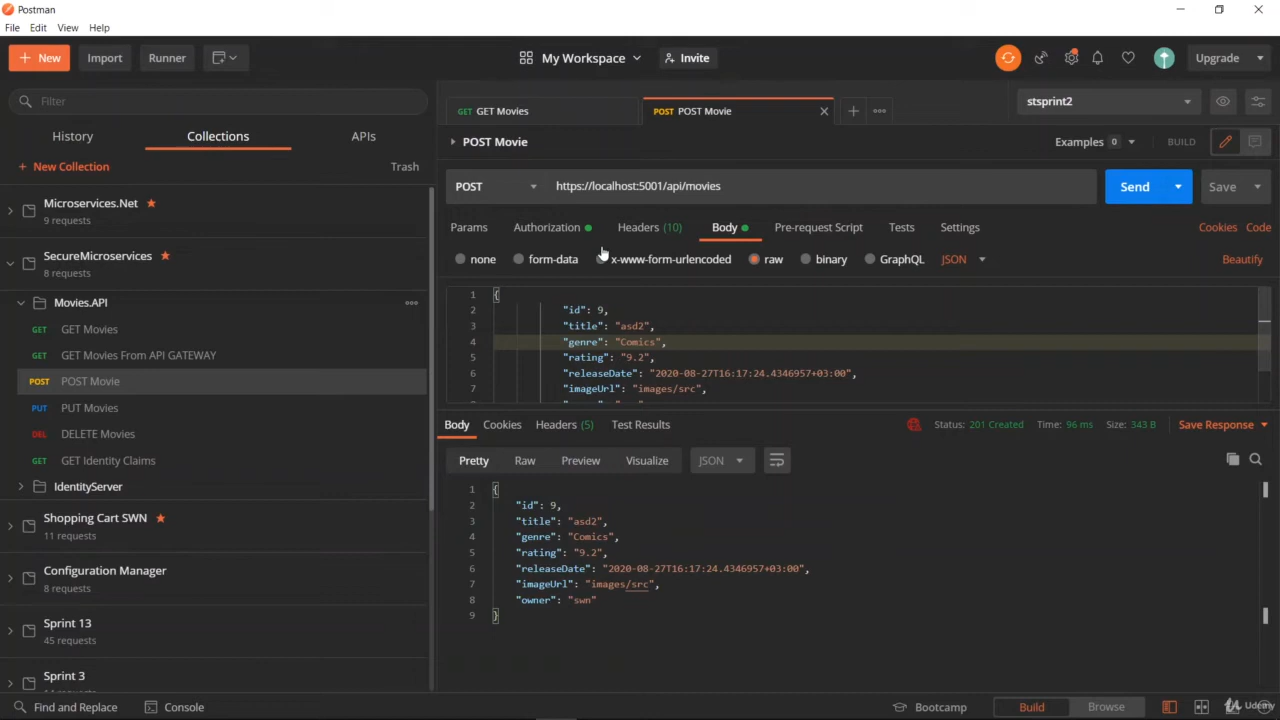 Postman
File Edit View Help
+ New Import Runner My Workspace Invite Upgrade
Filter
History Collections APIs
+ New Collection Trash
Microservices.Net
9 requests
SecureMicroservices
8 requests
Movies.API
GET GET Movies
GET GET Movies From API GATEWAY
POST POST Movie
PUT PUT Movies
DEL DELETE Movies
GET GET Identity Claims
IdentityServer
Shopping Cart SWN
11 requests
Configuration Manager
8 requests
Sprint 13
45 requests
Sprint 3
GET GET Movies POST POST Movie stsprint2
POST Movie Examples 0 BUILD
POST https://localhost:5001/api/movies Send Save
Params Authorization Headers (10) Body Pre-request Script Tests Settings Cookies Code
none form-data x-www-form-urlencoded raw binary GraphQL JSON Beautify
1 {
2 "id": 9,
3 "title": "asd2",
4 "genre": "Comics",
5 "rating": "9.2",
6 "releaseDate": "2020-08-27T16:17:24.4346957+03:00",
7 "imageUrl": "images/src",
Body Cookies Headers (5) Test Results Status: 201 Created Time: 96 ms Size: 343 B Save Response
Pretty Raw Preview Visualize JSON
1 {
2 "id": 9,
3 "title": "asd2",
4 "genre": "Comics",
5 "rating": "9.2",
6 "releaseDate": "2020-08-27T16:17:24.4346957+03:00",
7 "imageUrl": "images/src",
8 "owner": "swn"
9 }
Find and Replace Console Bootcamp Build Browse Udemy